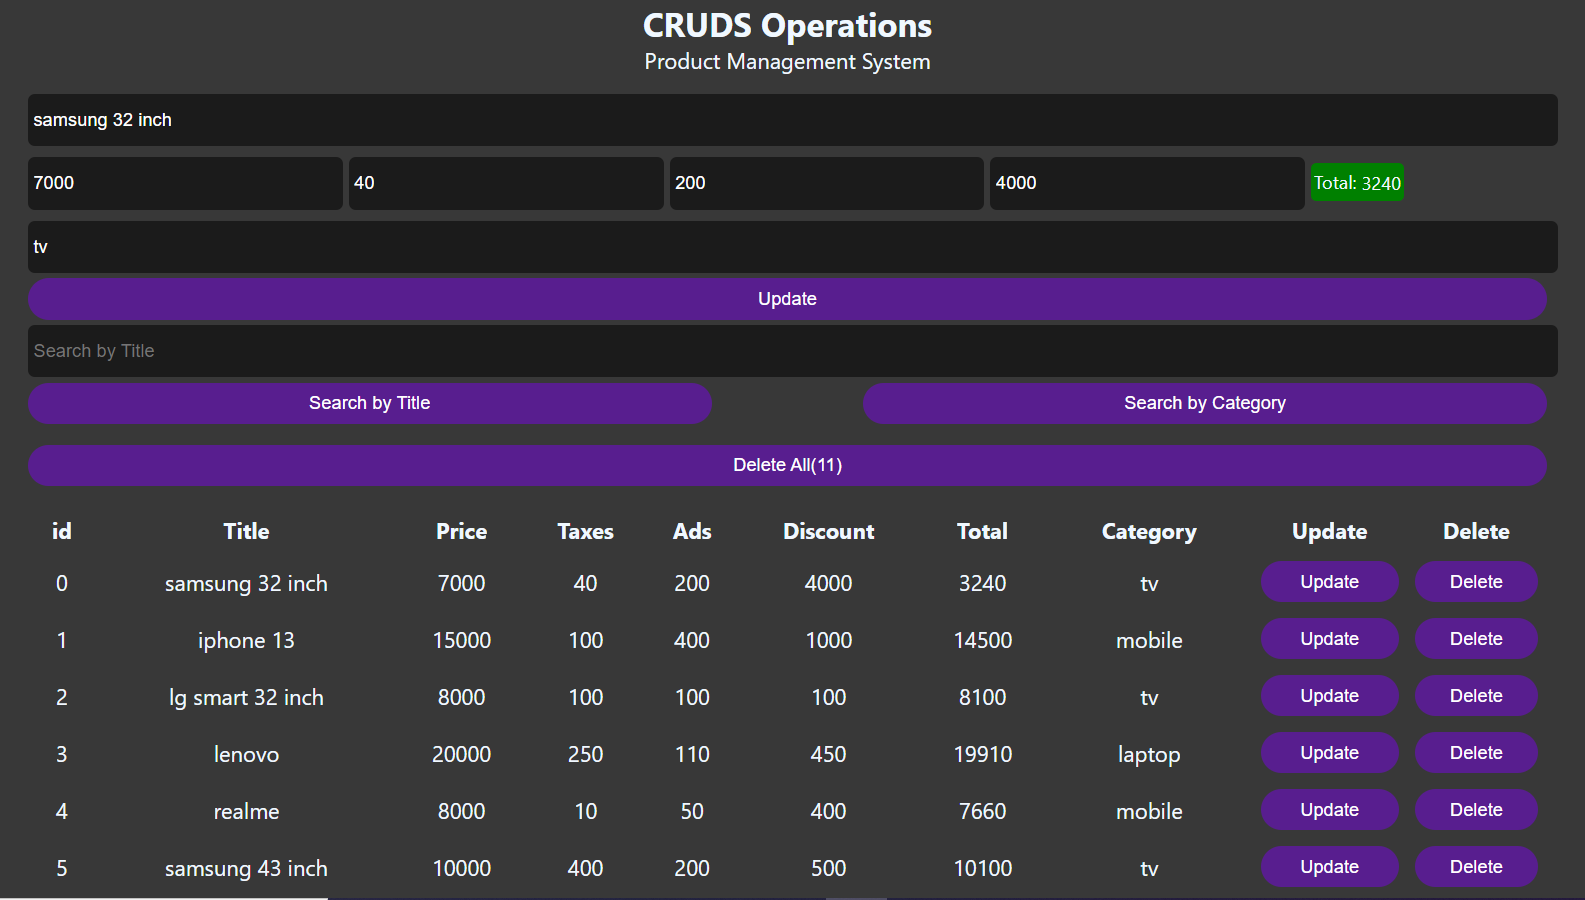 CRUDS Operations
Product Management System
samsung 32 inch
7000 40 200 4000 Total: 3240
tv
Update
Search by Title
Search by Title Search by Category
Delete All(11)
id Title Price Taxes Ads Discount Total Category Update Delete
0 samsung 32 inch 7000 40 200 4000 3240 tv Update Delete
1 iphone 13 15000 100 400 1000 14500 mobile Update Delete
2 lg smart 32 inch 8000 100 100 100 8100 tv Update Delete
3 lenovo 20000 250 110 450 19910 laptop Update Delete
4 realme 8000 10 50 400 7660 mobile Update Delete
5 samsung 43 inch 10000 400 200 500 10100 tv Update Delete